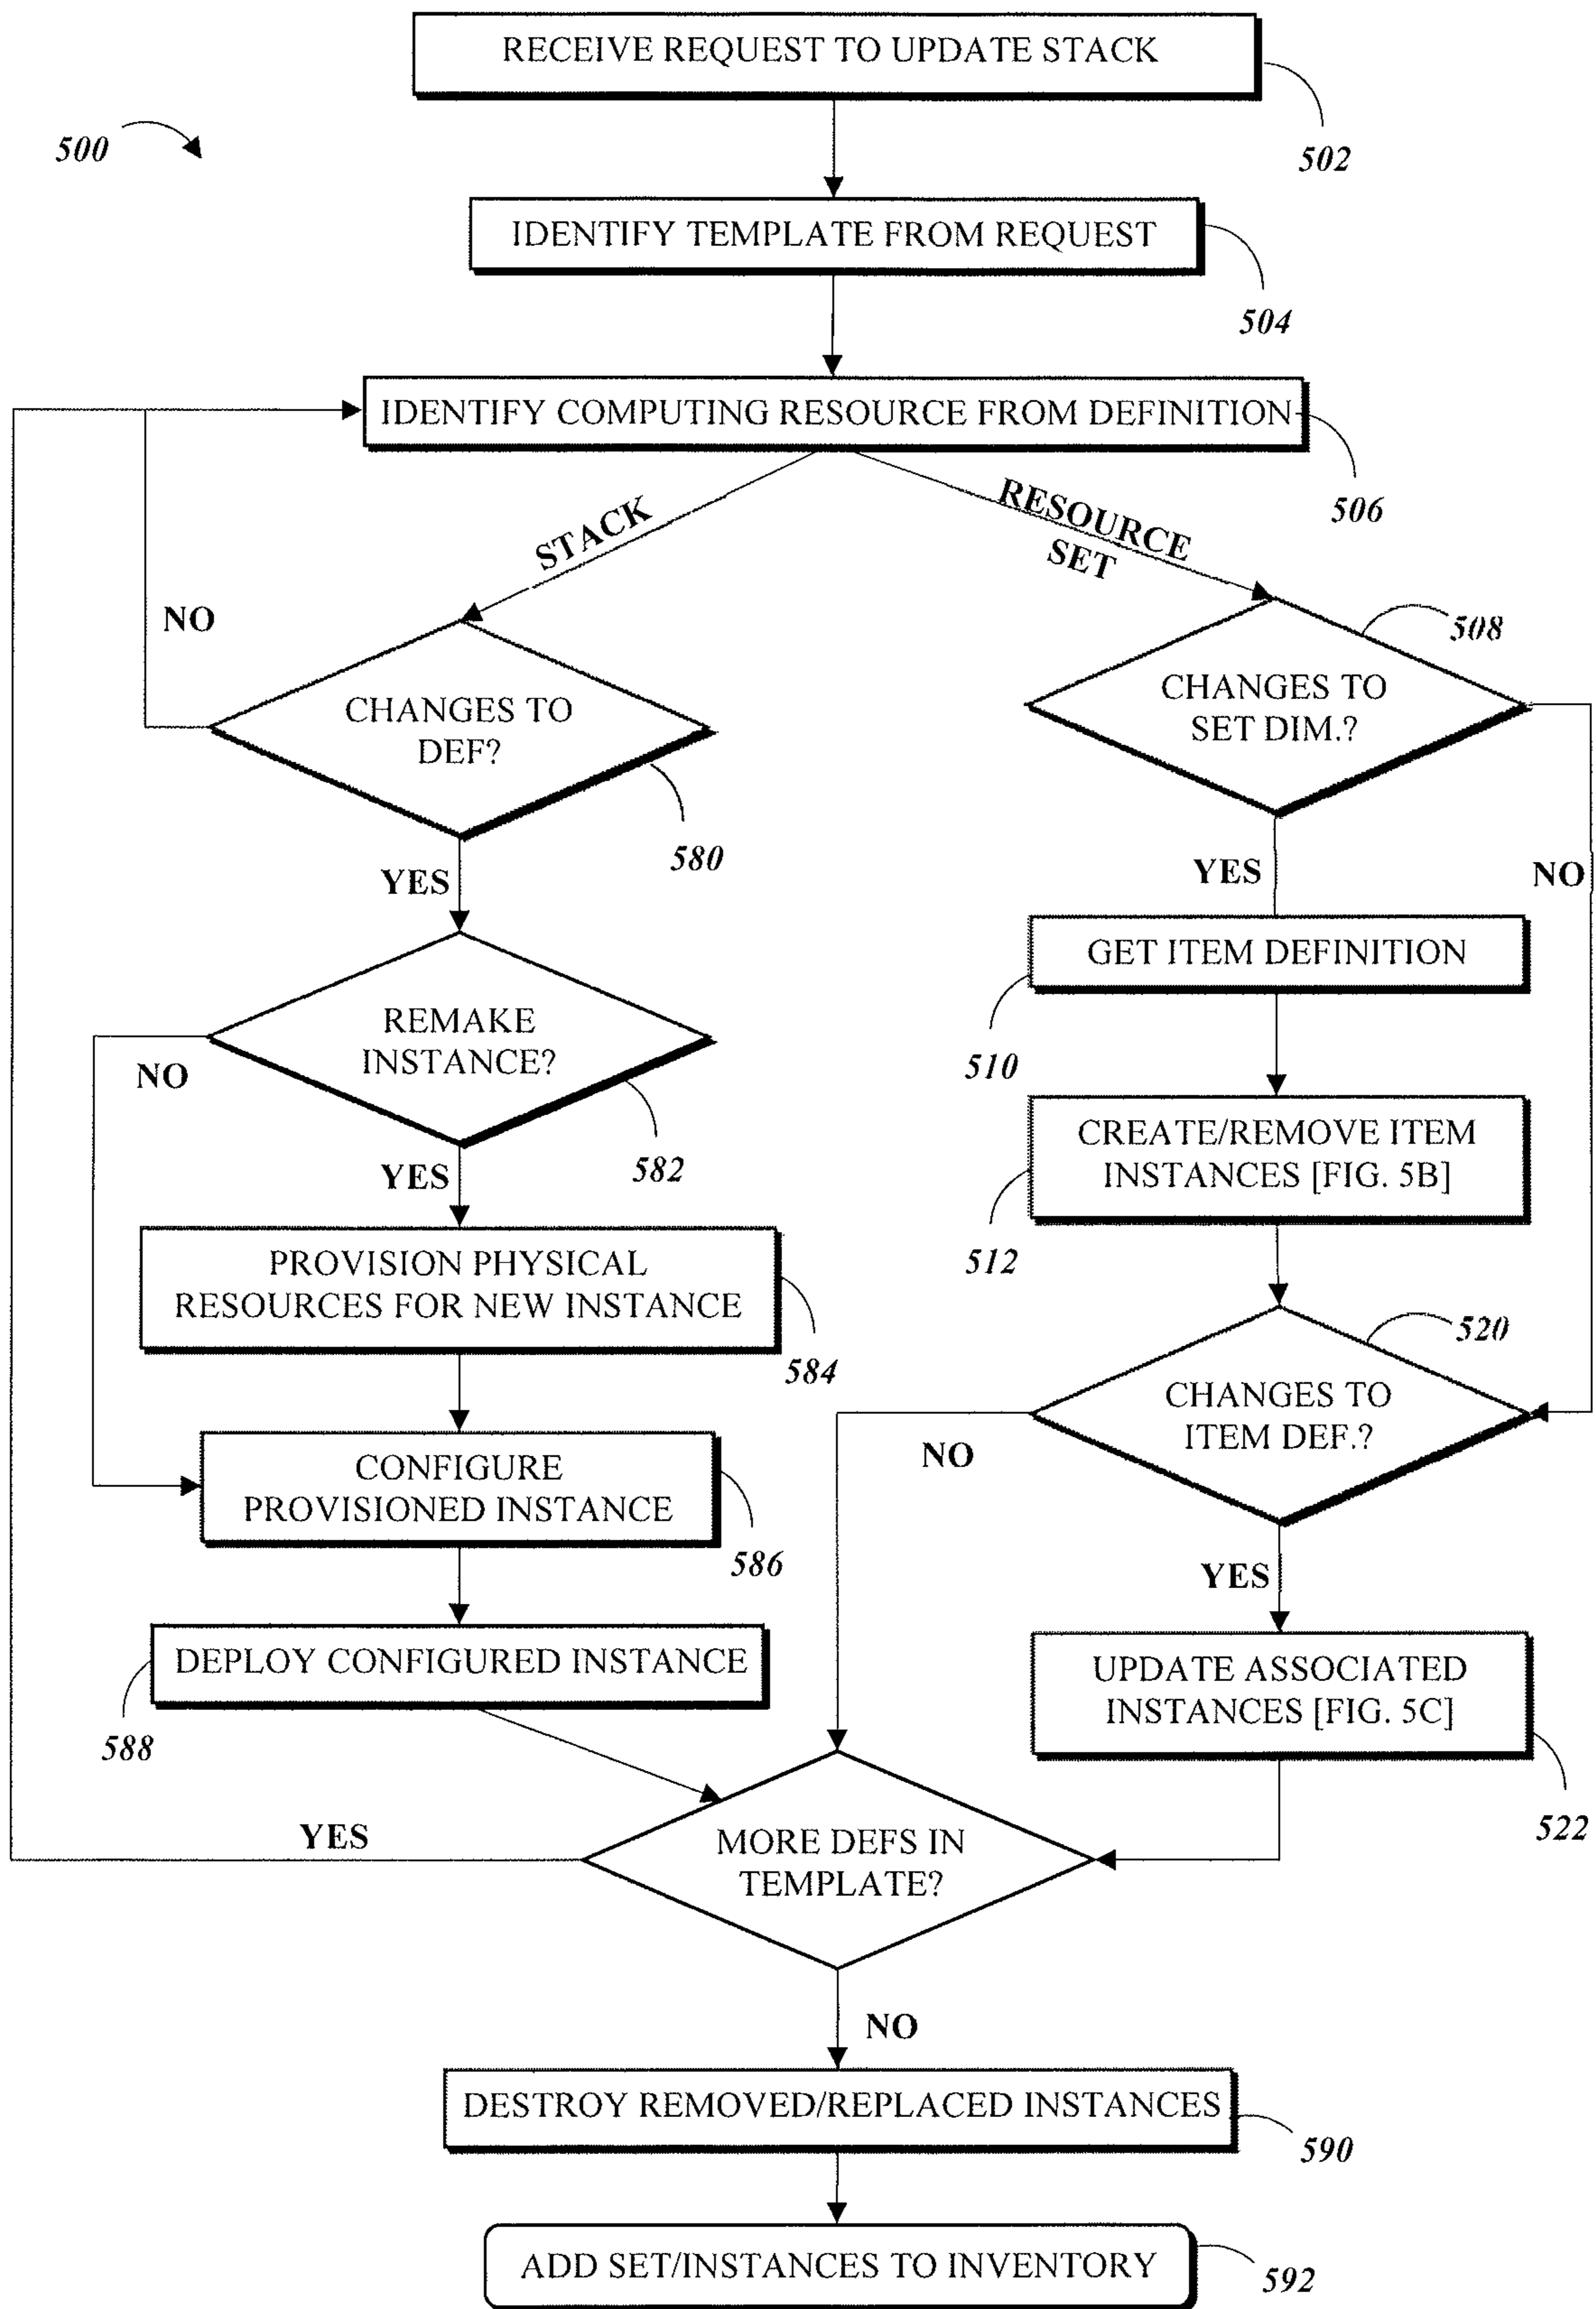 RECEIVE REQUEST TO UPDATE STACK
500
502
IDENTIFY TEMPLATE FROM REQUEST
504
IDENTIFY COMPUTING RESOURCE FROM DEFINITION
506
STACK
RESOURCE
SET
NO
508
CHANGES TO
DEF?
580
CHANGES TO
SET DIM.?
YES
YES
NO
GET ITEM DEFINITION
510
REMAKE
INSTANCE?
NO
582
YES
CREATE/REMOVE ITEM
INSTANCES [FIG. 5B]
512
PROVISION PHYSICAL
RESOURCES FOR NEW INSTANCE
584
520
CHANGES TO
ITEM DEF.?
NO
YES
CONFIGURE
PROVISIONED INSTANCE
586
DEPLOY CONFIGURED INSTANCE
588
UPDATE ASSOCIATED
INSTANCES [FIG. 5C]
522
YES
MORE DEFS IN
TEMPLATE?
NO
DESTROY REMOVED/REPLACED INSTANCES
590
ADD SET/INSTANCES TO INVENTORY
592